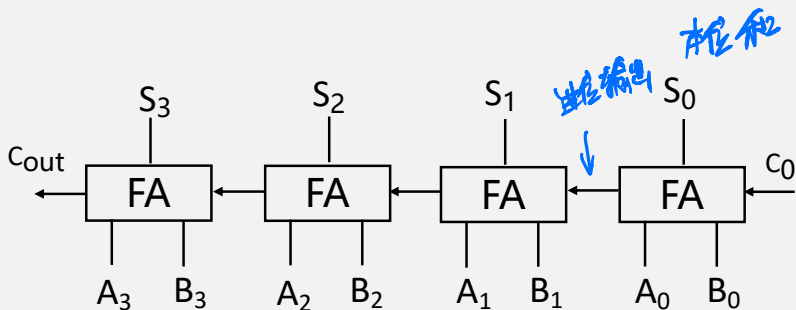 本位和
进位输出
S₃ S₂ S₁ S₀
Cout FA FA FA FA C₀
A₃ B₃ A₂ B₂ A₁ B₁ A₀ B₀